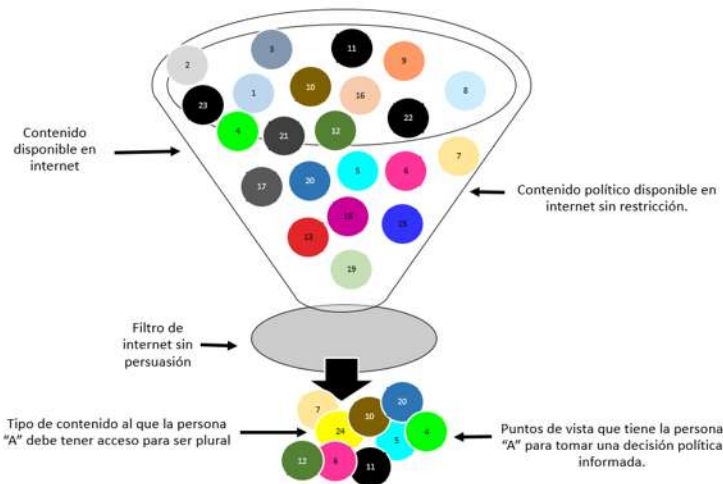 2
3
11
9
1
10
16
8
23
22
4
21
12
7
17
20
5
6
15
13
19
Contenido
disponible en
internet
Contenido político disponible en
internet sin restricción.
Filtro de
internet sin
persuasión
7
10
20
24
5
4
12
6
11
Tipo de contenido al que la persona
"A" debe tener acceso para ser plural
Puntos de vista que tiene la persona
"A" para tomar una decisión política
informada.